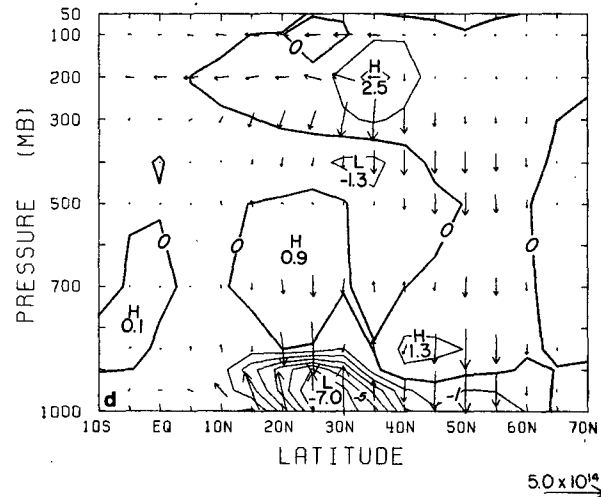 50
100
200
300
500
700
1000
PRESSURE (MB)
0
H
2.5
L
-1.3
0
0
0
0
H
0.9
H
0.1
H
1.3
L
-7.0
-5
-1
d
10S EQ 10N 20N 30N 40N 50N 60N 70N
LATITUDE
5.0 x 10¹⁴